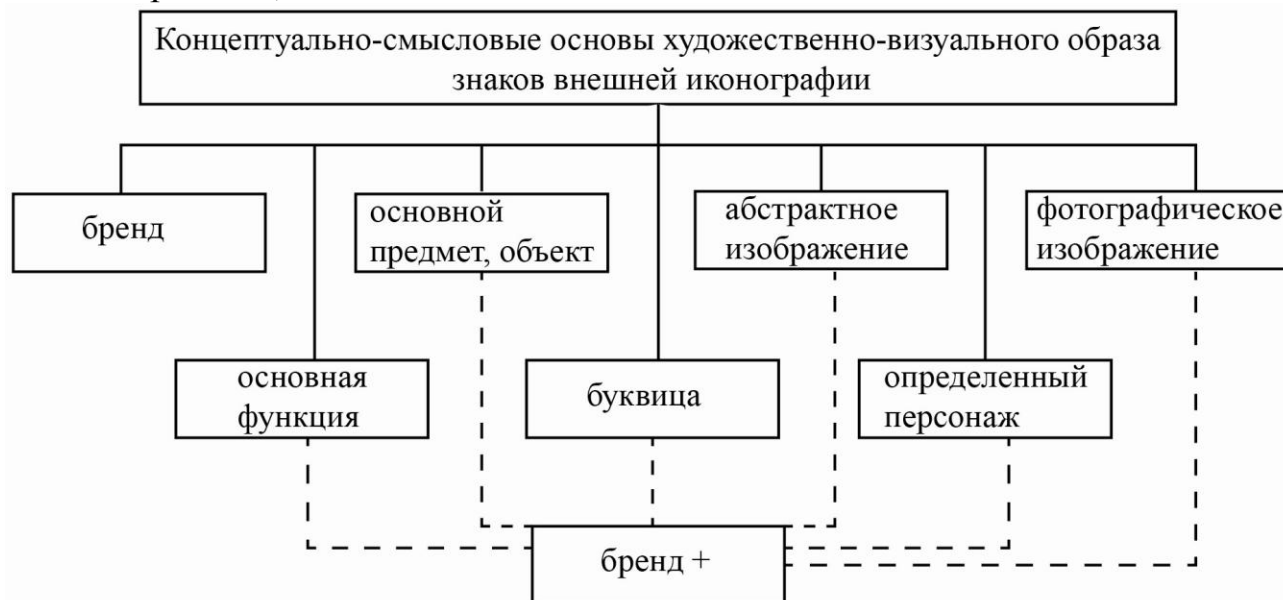 Концептуально-смысловые основы художественно-визуального образа
знаков внешней иконографии
бренд
основной
предмет, объект
абстрактное
изображение
фотографическое
изображение
основная
функция
буквица
определенный
персонаж
бренд +